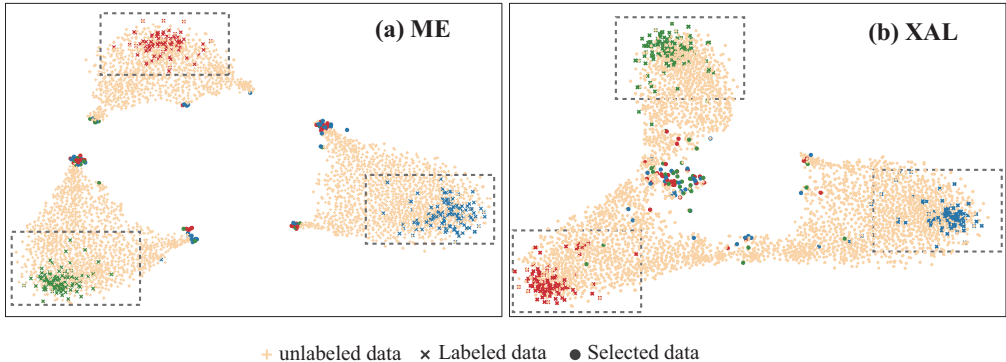 (a) ME
(b) XAL
+ unlabeled data × Labeled data ● Selected data